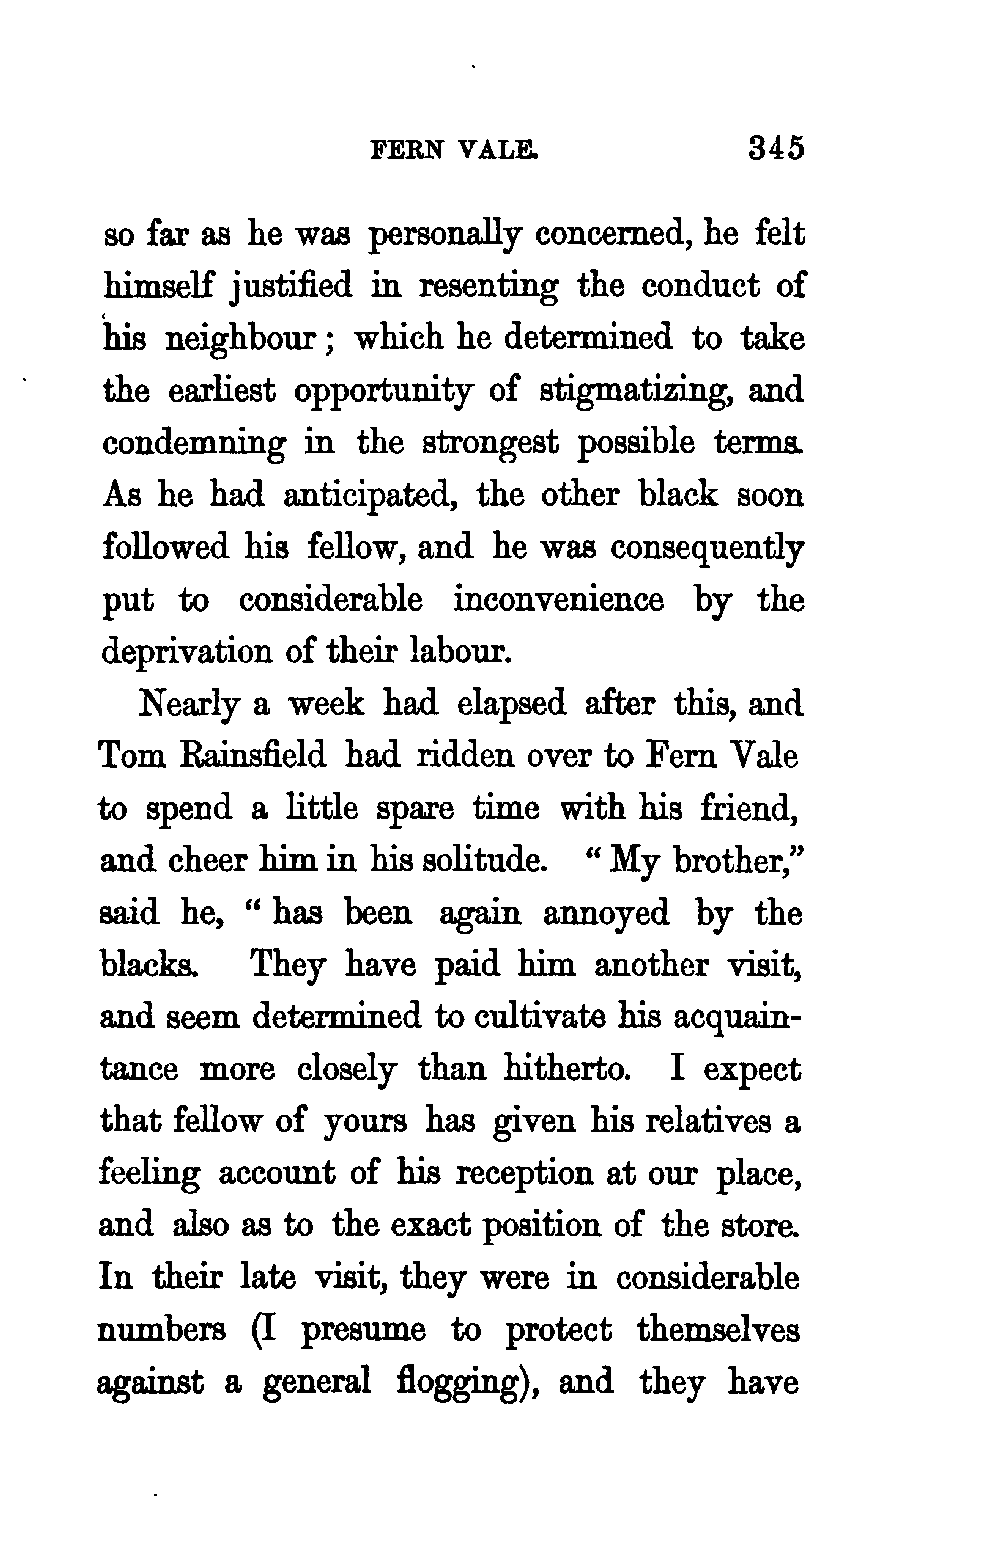 FERN VALE. 345
so far as he was personally concerned, he felt
himself justified in resenting the conduct of
his neighbour; which he determined to take
the earliest opportunity of stigmatizing, and
condemning in the strongest possible terms.
As he had anticipated, the other black soon
followed his fellow, and he was consequently
put to considerable inconvenience by the
deprivation of their labour.
Nearly a week had elapsed after this, and
Tom Rainsfield had ridden over to Fern Vale
to spend a little spare time with his friend,
and cheer him in his solitude. “ My brother,”
said he, “ has been again annoyed by the
blacks. They have paid him another visit,
and seem determined to cultivate his acquain-
tance more closely than hitherto. I expect
that fellow of yours has given his relatives a
feeling account of his reception at our place,
and also as to the exact position of the store.
In their late visit, they were in considerable
numbers (I presume to protect themselves
against a general flogging), and they have